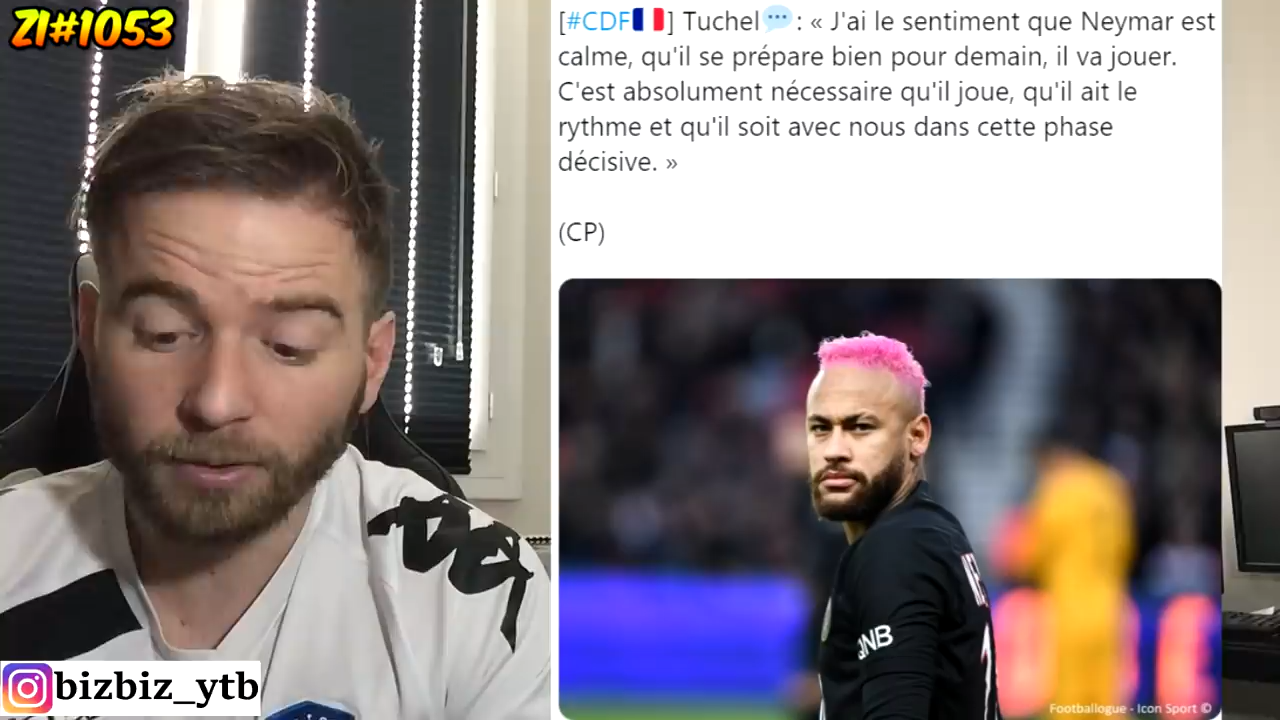 ZI#1053
[#CDF🇫🇷] Tuchel💬: « J'ai le sentiment que Neymar est
calme, qu'il se prépare bien pour demain, il va jouer.
C'est absolument nécessaire qu'il joue, qu'il ait le
rythme et qu'il soit avec nous dans cette phase
décisive. »
(CP)
QNB
Footballogue - Icon Sport ©
bizbiz_ytb